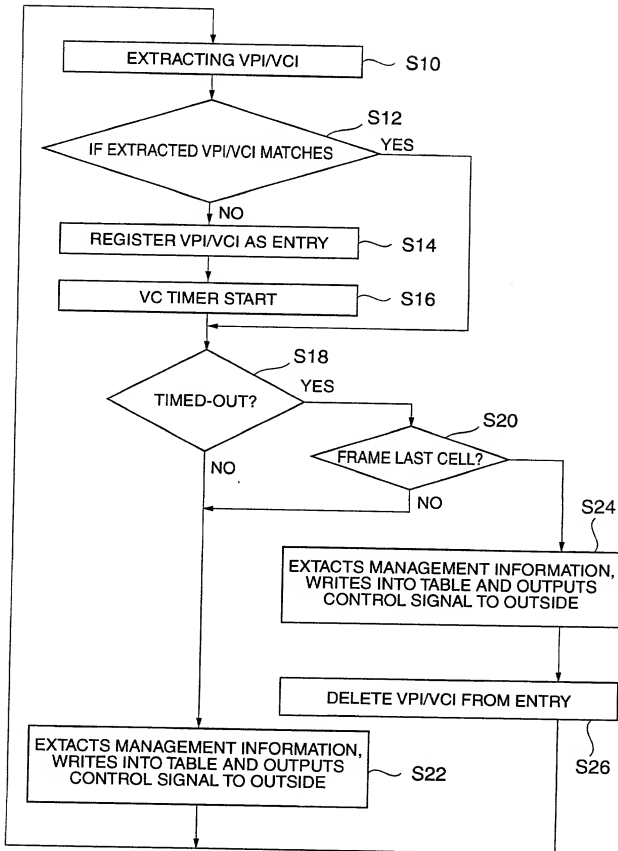 EXTRACTING VPI/VCI
S10
S12
IF EXTRACTED VPI/VCI MATCHES
YES
NO
REGISTER VPI/VCI AS ENTRY
S14
VC TIMER START
S16
S18
TIMED-OUT?
YES
S20
FRAME LAST CELL?
NO
NO
S24
EXTACTS MANAGEMENT INFORMATION,
WRITES INTO TABLE AND OUTPUTS
CONTROL SIGNAL TO OUTSIDE
DELETE VPI/VCI FROM ENTRY
S26
EXTACTS MANAGEMENT INFORMATION,
WRITES INTO TABLE AND OUTPUTS
CONTROL SIGNAL TO OUTSIDE
S22